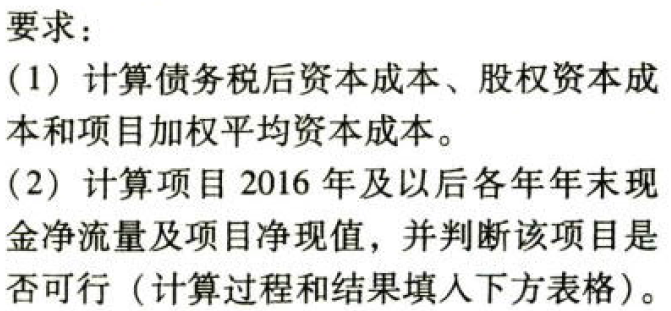 要求：
（1）计算债务税后资本成本、股权资本成
本和项目加权平均资本成本。
（2）计算项目 2016 年及以后各年年末现
金净流量及项目净现值，并判断该项目是
否可行（计算过程和结果填入下方表格）。